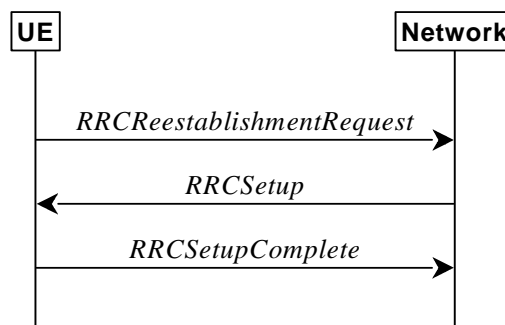 UE
Network
RRCReestablishmentRequest
RRCSetup
RRCSetupComplete